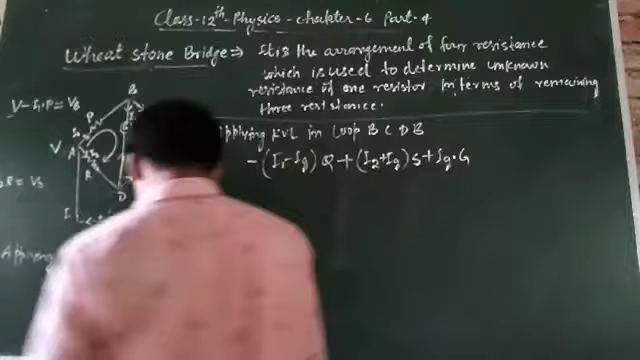 Class-12th-Physics-chapter-6 Part-4
Wheat stone Bridge ⇒ It is the arrangement of four resistance
which is used to determine unknown
resistance of one resistor in terms of remaining
three resistance.
V - I₁·P = VB
B
P
V
A
R
D
I
Applying KVL in Loop B C D B
-(I₁-Ig)Q+(I₂+Ig)S+Ig·G
Applying